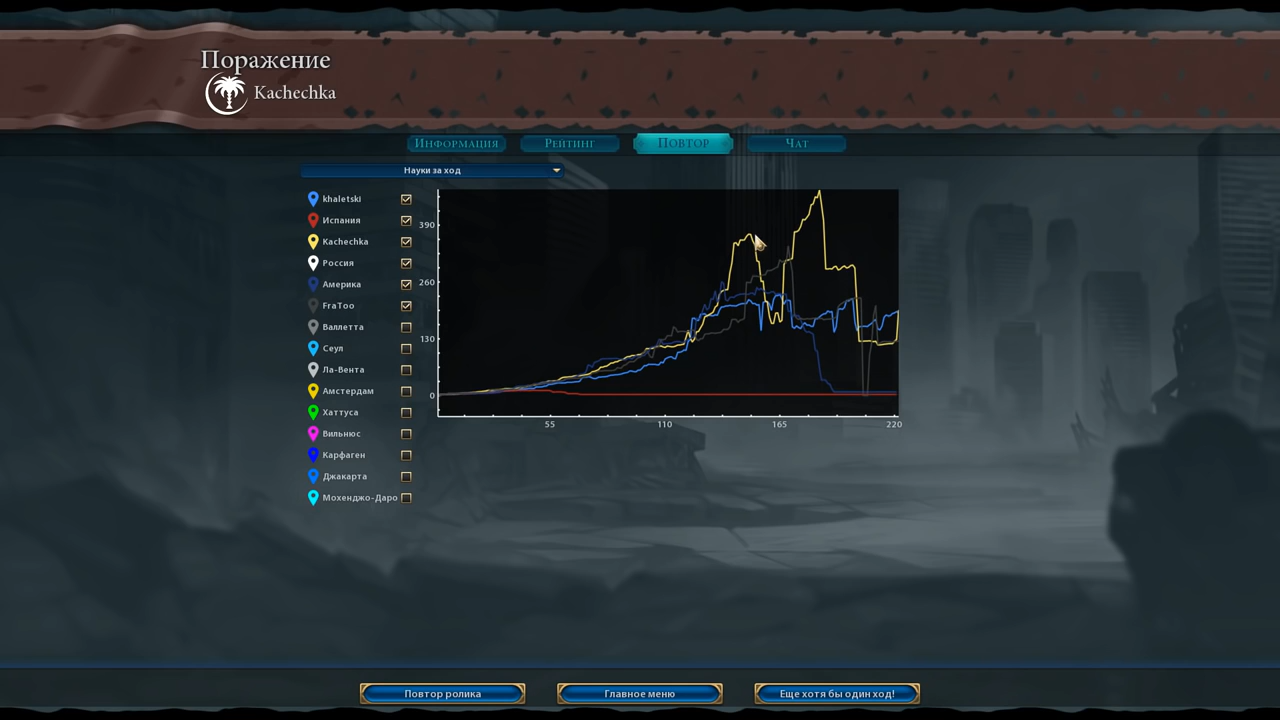 Поражение
Kachechka
Информация
Рейтинг
Повтор
Чат
Науки за ход
khaletski
Испания
Kachechka
Россия
Америка
FraToo
Валлетта
Сеул
Ла-Вента
Амстердам
Хаттуса
Вильнюс
Карфаген
Джакарта
Мохенджо-Даро
390
260
130
0
55
110
165
220
Повтор ролика
Главное меню
Еще хотя бы один ход!